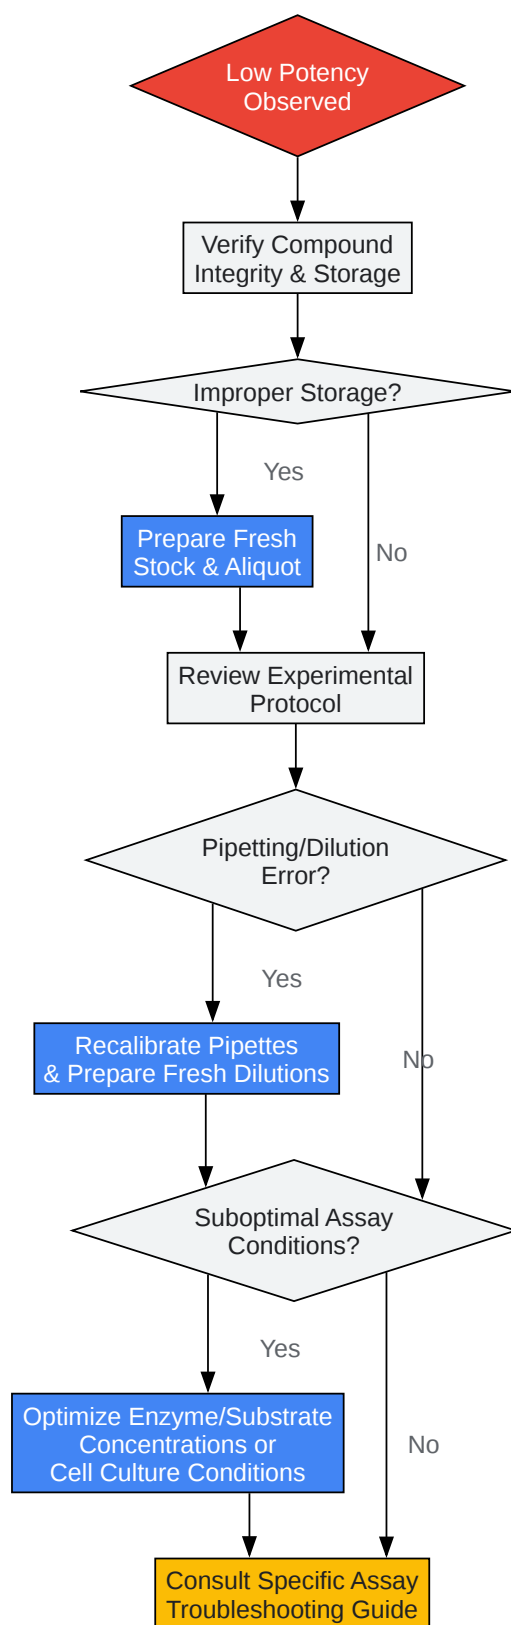 Low Potency
Observed
Verify Compound
Integrity & Storage
Improper Storage?
Yes
Prepare Fresh
Stock & Aliquot
No
Review Experimental
Protocol
Pipetting/Dilution
Error?
Yes
Recalibrate Pipettes
& Prepare Fresh Dilutions
No
Suboptimal Assay
Conditions?
Yes
Optimize Enzyme/Substrate
Concentrations or
Cell Culture Conditions
No
Consult Specific Assay
Troubleshooting Guide